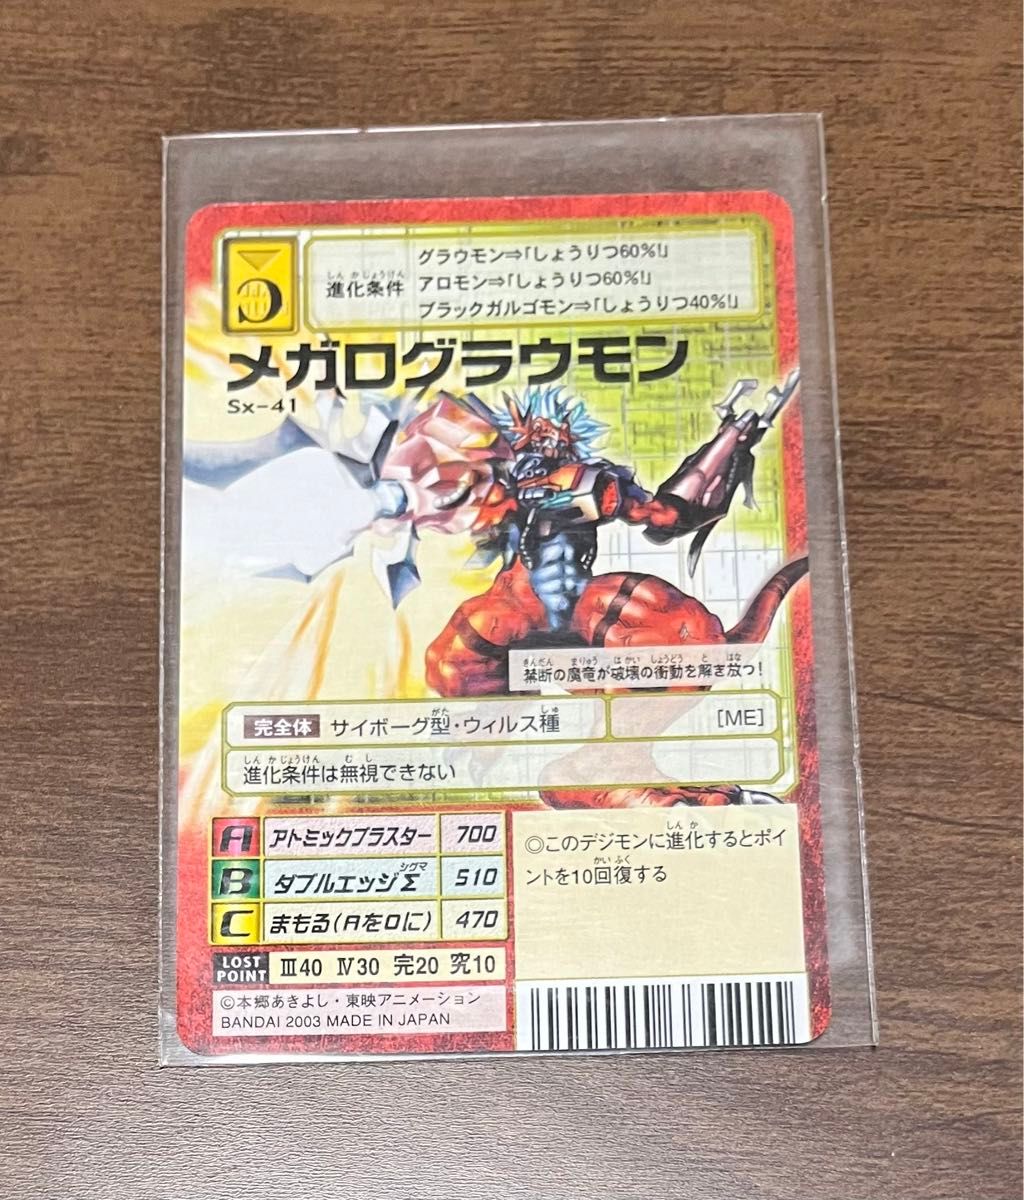 グラウモン⇒「しょうりつ60%!」
進化条件 アロモン⇒「しょうりつ60%!」
ブラックガルゴモン⇒「しょうりつ40%!」
メガログラウモン
Sx-41
禁断の魔竜が破壊の衝動を解き放つ!
完全体 サイボーグ型・ウィルス種 [ME]
進化条件は無視できない
A アトミックブラスター 700
B ダブルエッジΣ 510
C まもる(Aを0に) 470
LOST POINT Ⅲ40 Ⅳ30 完20 究10
◎このデジモンに進化するとポイ
ントを10回復する
©本郷あきよし・東映アニメーション
BANDAI 2003 MADE IN JAPAN